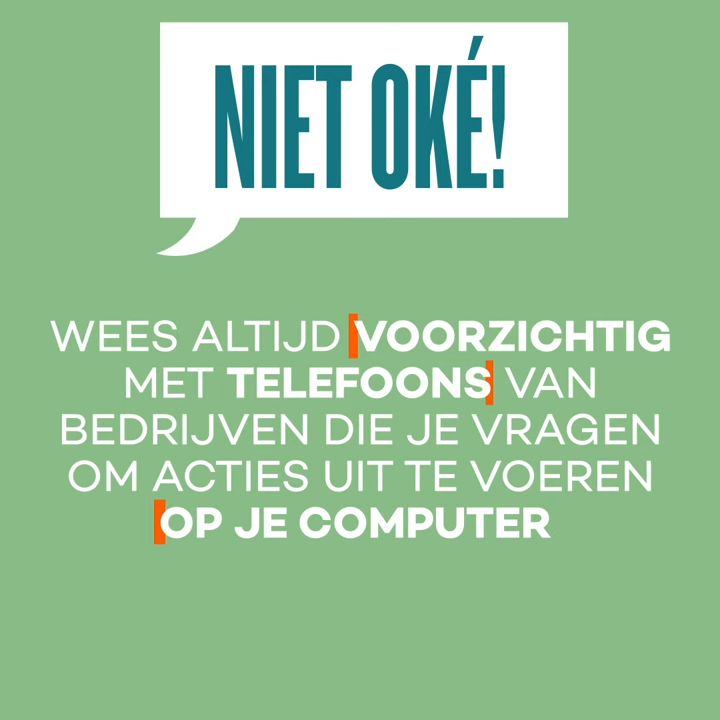 NIET OKÉ!
WEES ALTIJD VOORZICHTIG
MET TELEFOONS VAN
BEDRIJVEN DIE JE VRAGEN
OM ACTIES UIT TE VOEREN
OP JE COMPUTER